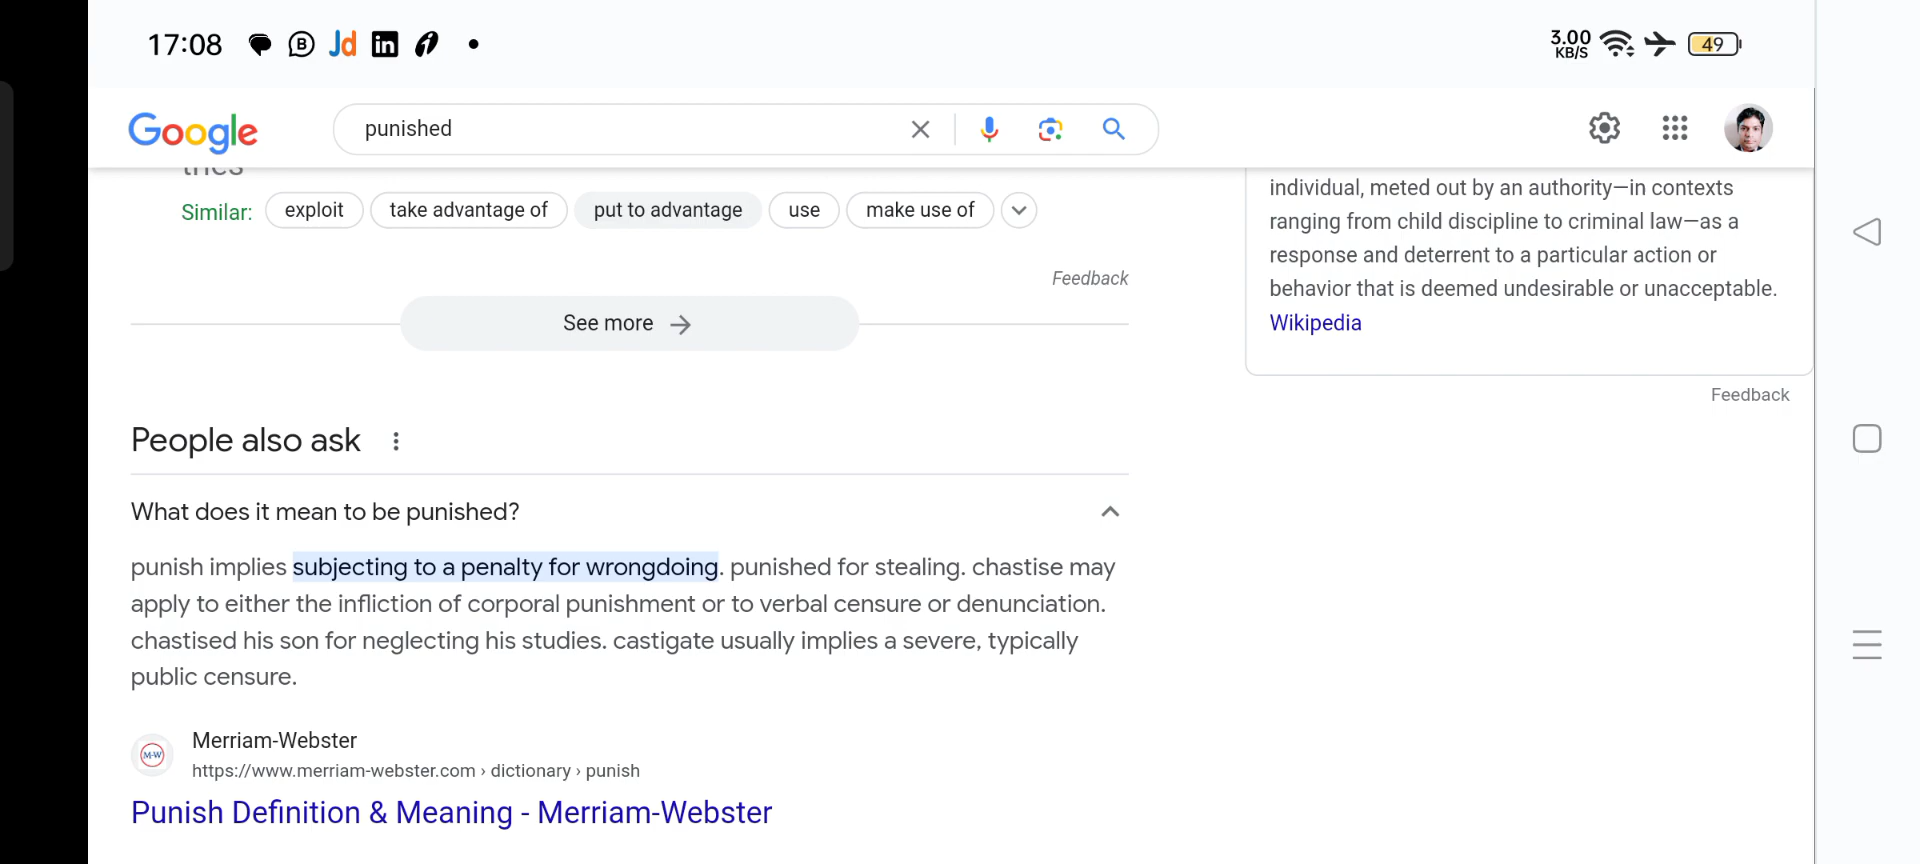 17:08
B Jd in
3.00
KB/S
49
Google
punished
Similar: exploit take advantage of put to advantage use make use of
Feedback
See more
individual, meted out by an authority—in contexts
ranging from child discipline to criminal law—as a
response and deterrent to a particular action or
behavior that is deemed undesirable or unacceptable.
Wikipedia
Feedback
People also ask
What does it mean to be punished?
punish implies subjecting to a penalty for wrongdoing. punished for stealing. chastise may
apply to either the infliction of corporal punishment or to verbal censure or denunciation.
chastised his son for neglecting his studies. castigate usually implies a severe, typically
public censure.
M-W
Merriam-Webster
https://www.merriam-webster.com › dictionary › punish
Punish Definition & Meaning - Merriam-Webster